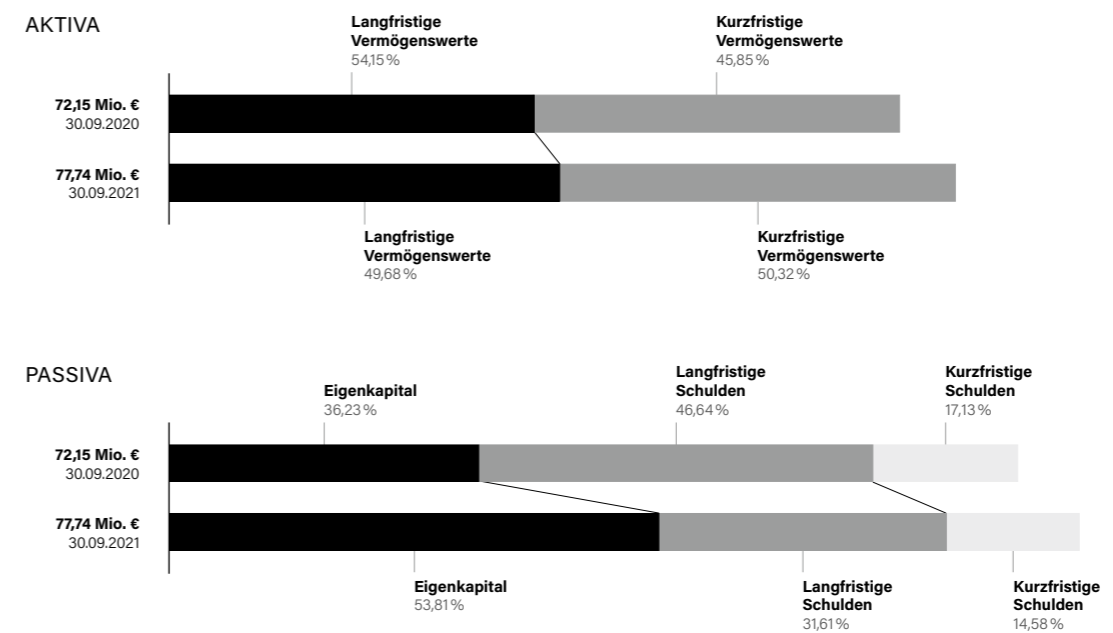 AKTIVA
Langfristige
Vermögenswerte
54,15 %
Kurzfristige
Vermögenswerte
45,85 %
72,15 Mio. €
30.09.2020
77,74 Mio. €
30.09.2021
Langfristige
Vermögenswerte
49,68 %
Kurzfristige
Vermögenswerte
50,32 %
PASSIVA
Eigenkapital
36,23 %
Langfristige
Schulden
46,64 %
Kurzfristige
Schulden
17,13 %
72,15 Mio. €
30.09.2020
77,74 Mio. €
30.09.2021
Eigenkapital
53,81 %
Langfristige
Schulden
31,61 %
Kurzfristige
Schulden
14,58 %